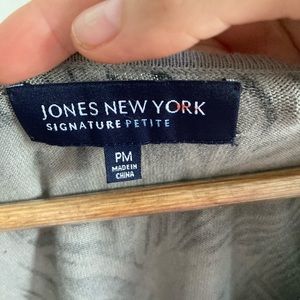 JONES NEW YORK
SIGNATURE PETITE
PM
MADE IN
CHINA